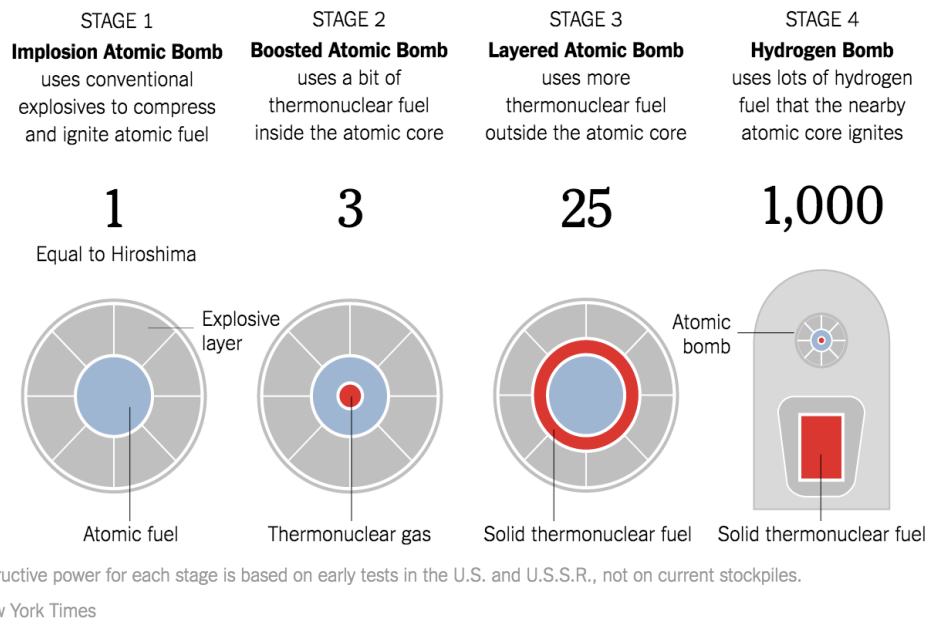 STAGE 1
Implosion Atomic Bomb
uses conventional
explosives to compress
and ignite atomic fuel
1
Equal to Hiroshima
STAGE 2
Boosted Atomic Bomb
uses a bit of
thermonuclear fuel
inside the atomic core
3
STAGE 3
Layered Atomic Bomb
uses more
thermonuclear fuel
outside the atomic core
25
STAGE 4
Hydrogen Bomb
uses lots of hydrogen
fuel that the nearby
atomic core ignites
1,000
Explosive
layer
Atomic
bomb
Atomic fuel
Thermonuclear gas
Solid thermonuclear fuel
Solid thermonuclear fuel
power for each stage is based on early tests in the U.S. and U.S.S.R., not on current stockpiles.
York Times